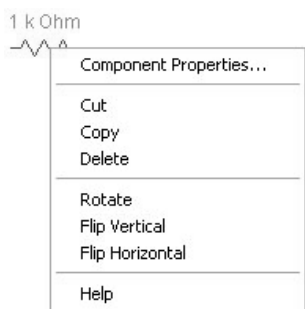 1 k Ohm
Component Properties...
Cut
Copy
Delete
Rotate
Flip Vertical
Flip Horizontal
Help